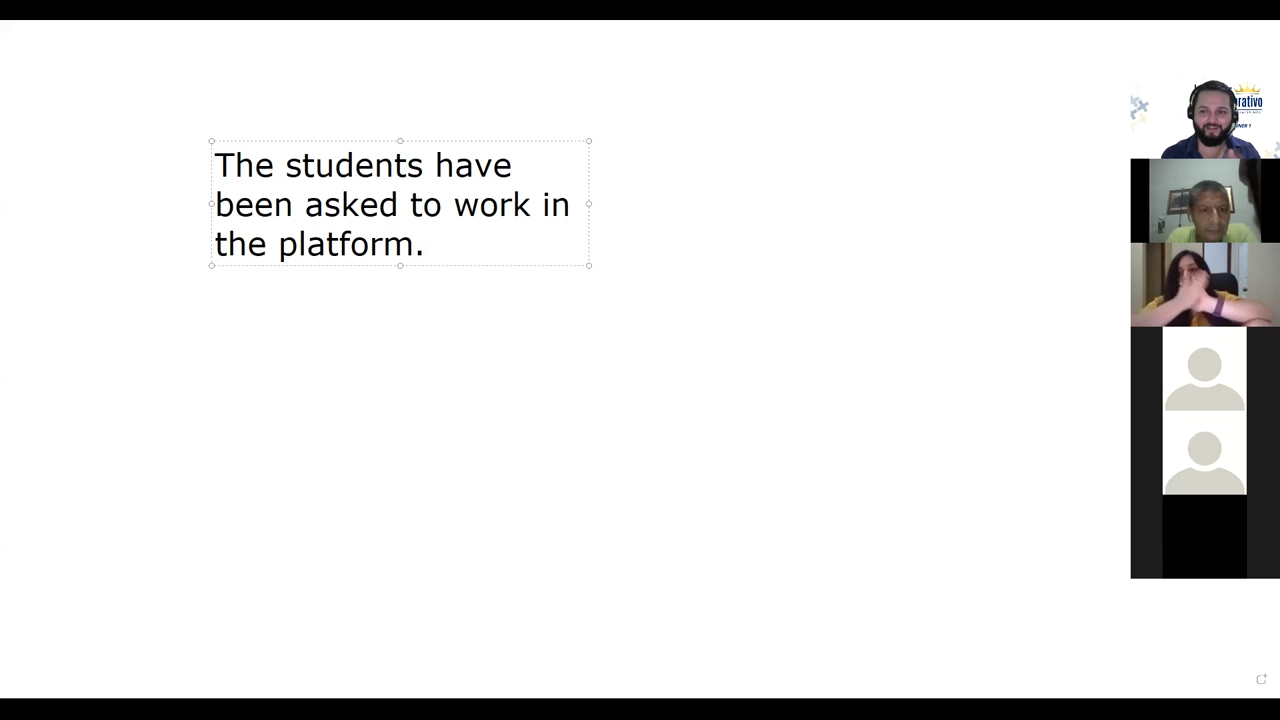 The students have
been asked to work in
the platform.